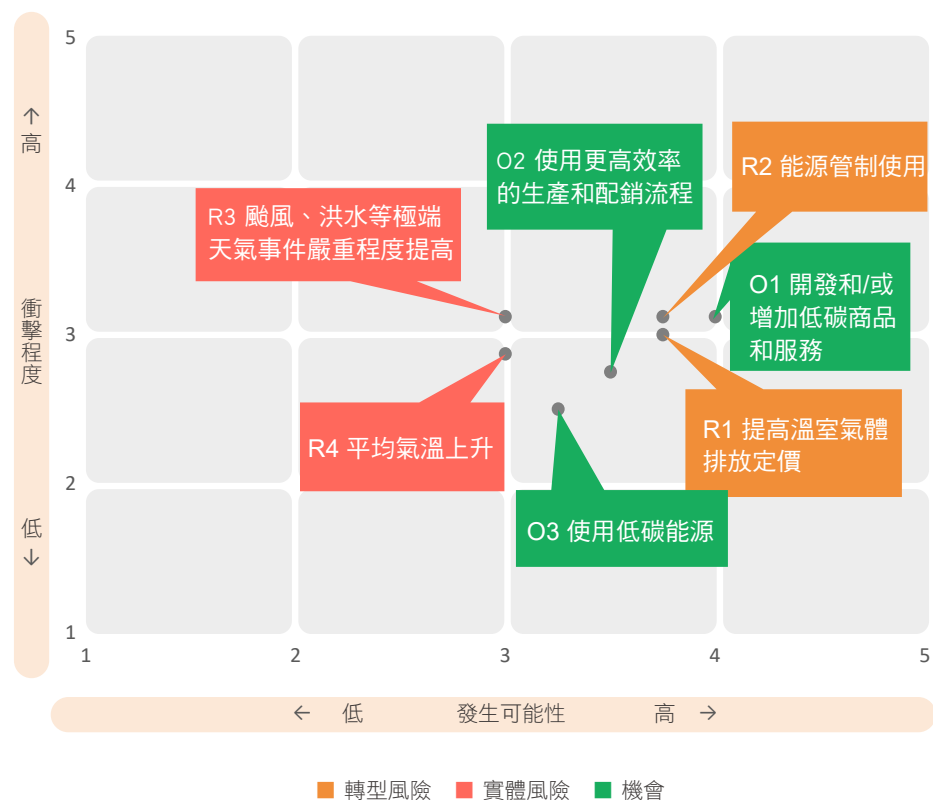 5
4
3
2
1
1
2
3
4
5
↑
高
衝擊程度
低
↓
← 低 發生可能性 高 →
O2 使用更高效率
的生產和配銷流程
R2 能源管制使用
R3 颱風、洪水等極端
天氣事件嚴重程度提高
O1 開發和/或
增加低碳商品
和服務
R4 平均氣溫上升
R1 提高溫室氣體
排放定價
O3 使用低碳能源
轉型風險 實體風險 機會